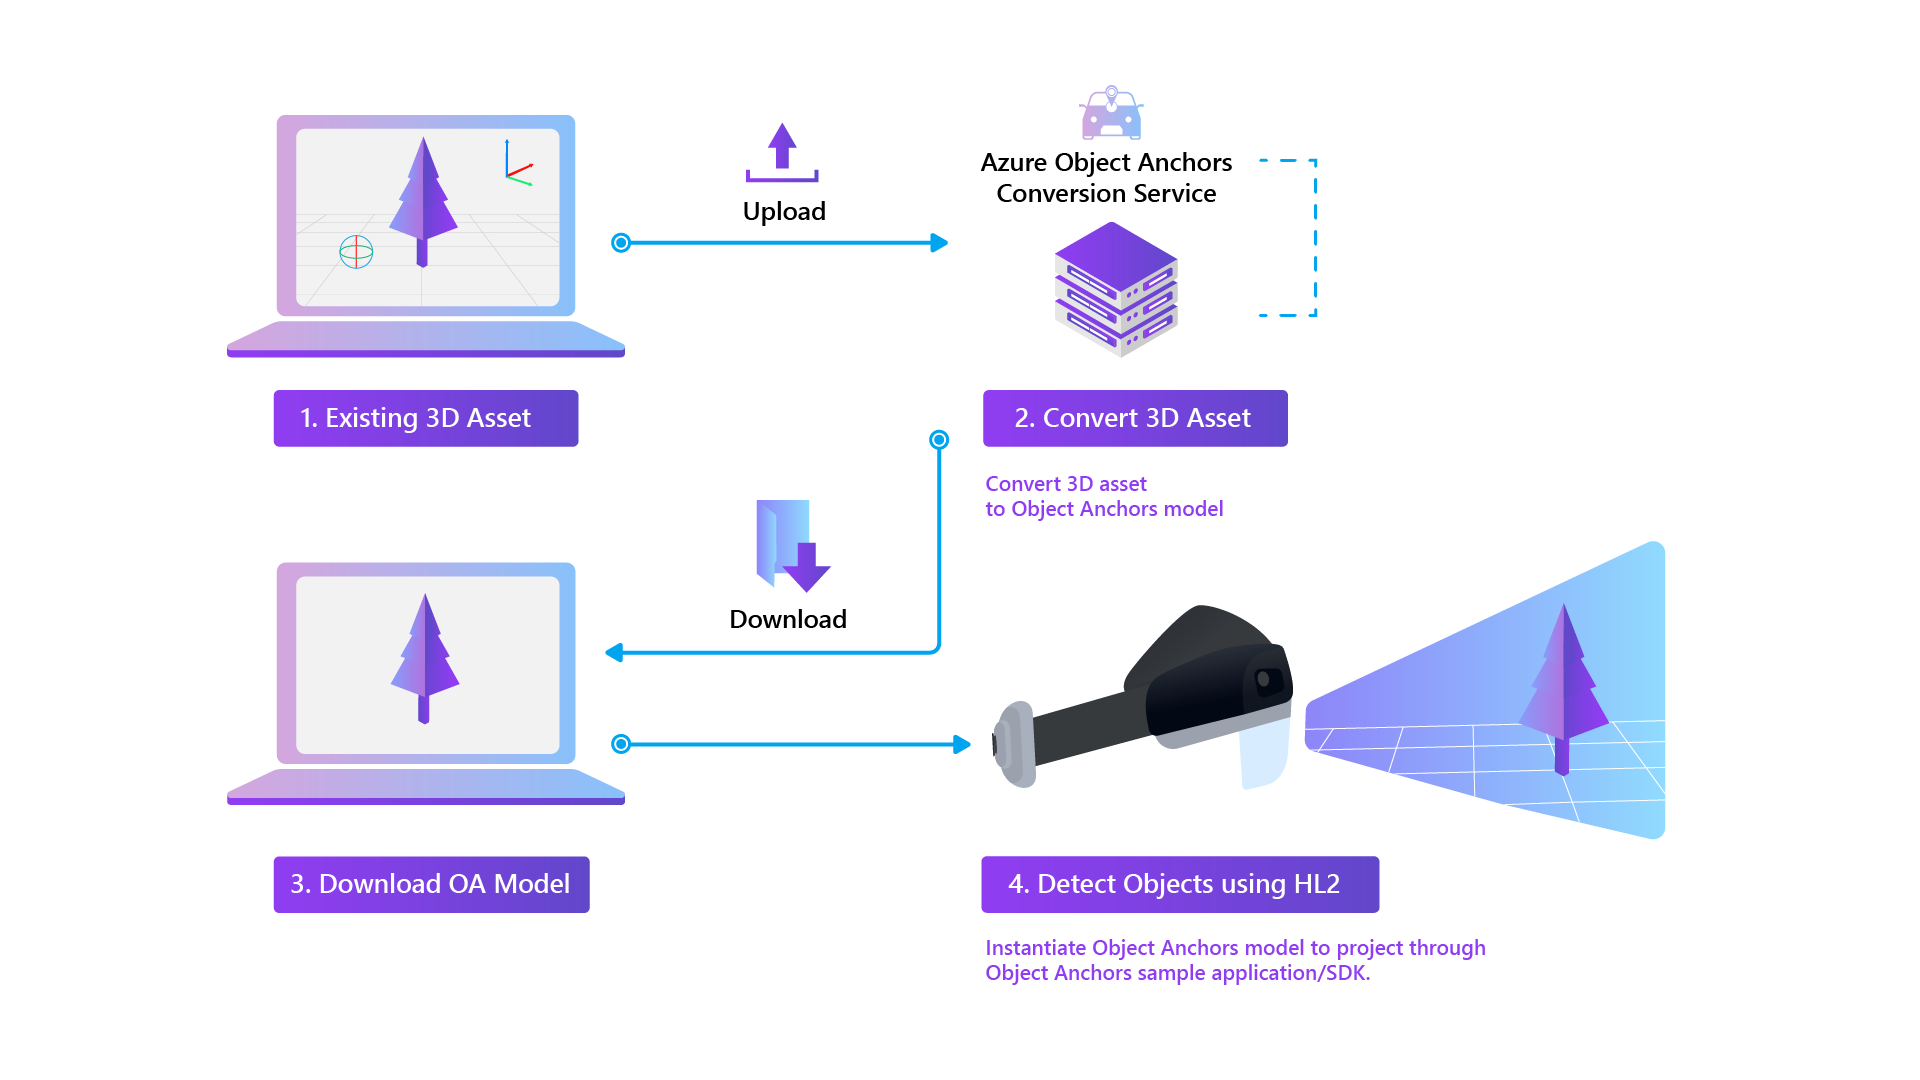 Upload
Azure Object Anchors
Conversion Service
1. Existing 3D Asset
2. Convert 3D Asset
Convert 3D asset
to Object Anchors model
Download
3. Download OA Model
4. Detect Objects using HL2
Instantiate Object Anchors model to project through
Object Anchors sample application/SDK.